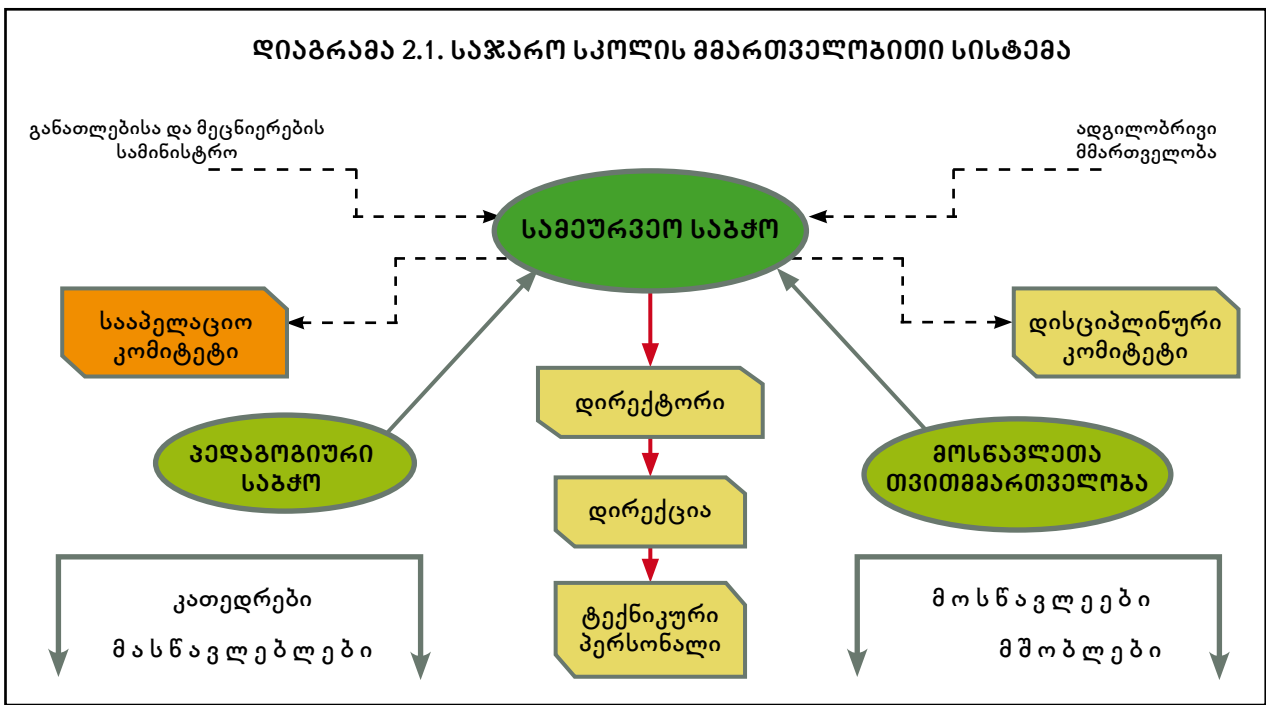 დიაგრამა 2.1. საჯარო სკოლის მმართველობითი სისტემა
განათლებისა და მეცნიერების
სამინისტრო
ადგილობრივი
მმართველობა
სამეურვეო საბჭო
სააპელაციო
კომიტეტი
დისციპლინური
კომიტეტი
დირექტორი
პედაგოგიური
საბჭო
მოსწავლეთა
თვითმმართველობა
დირექცია
კათედრები
მასწავლებლები
ტექნიკური
პერსონალი
მოსწავლეები
მშობლები